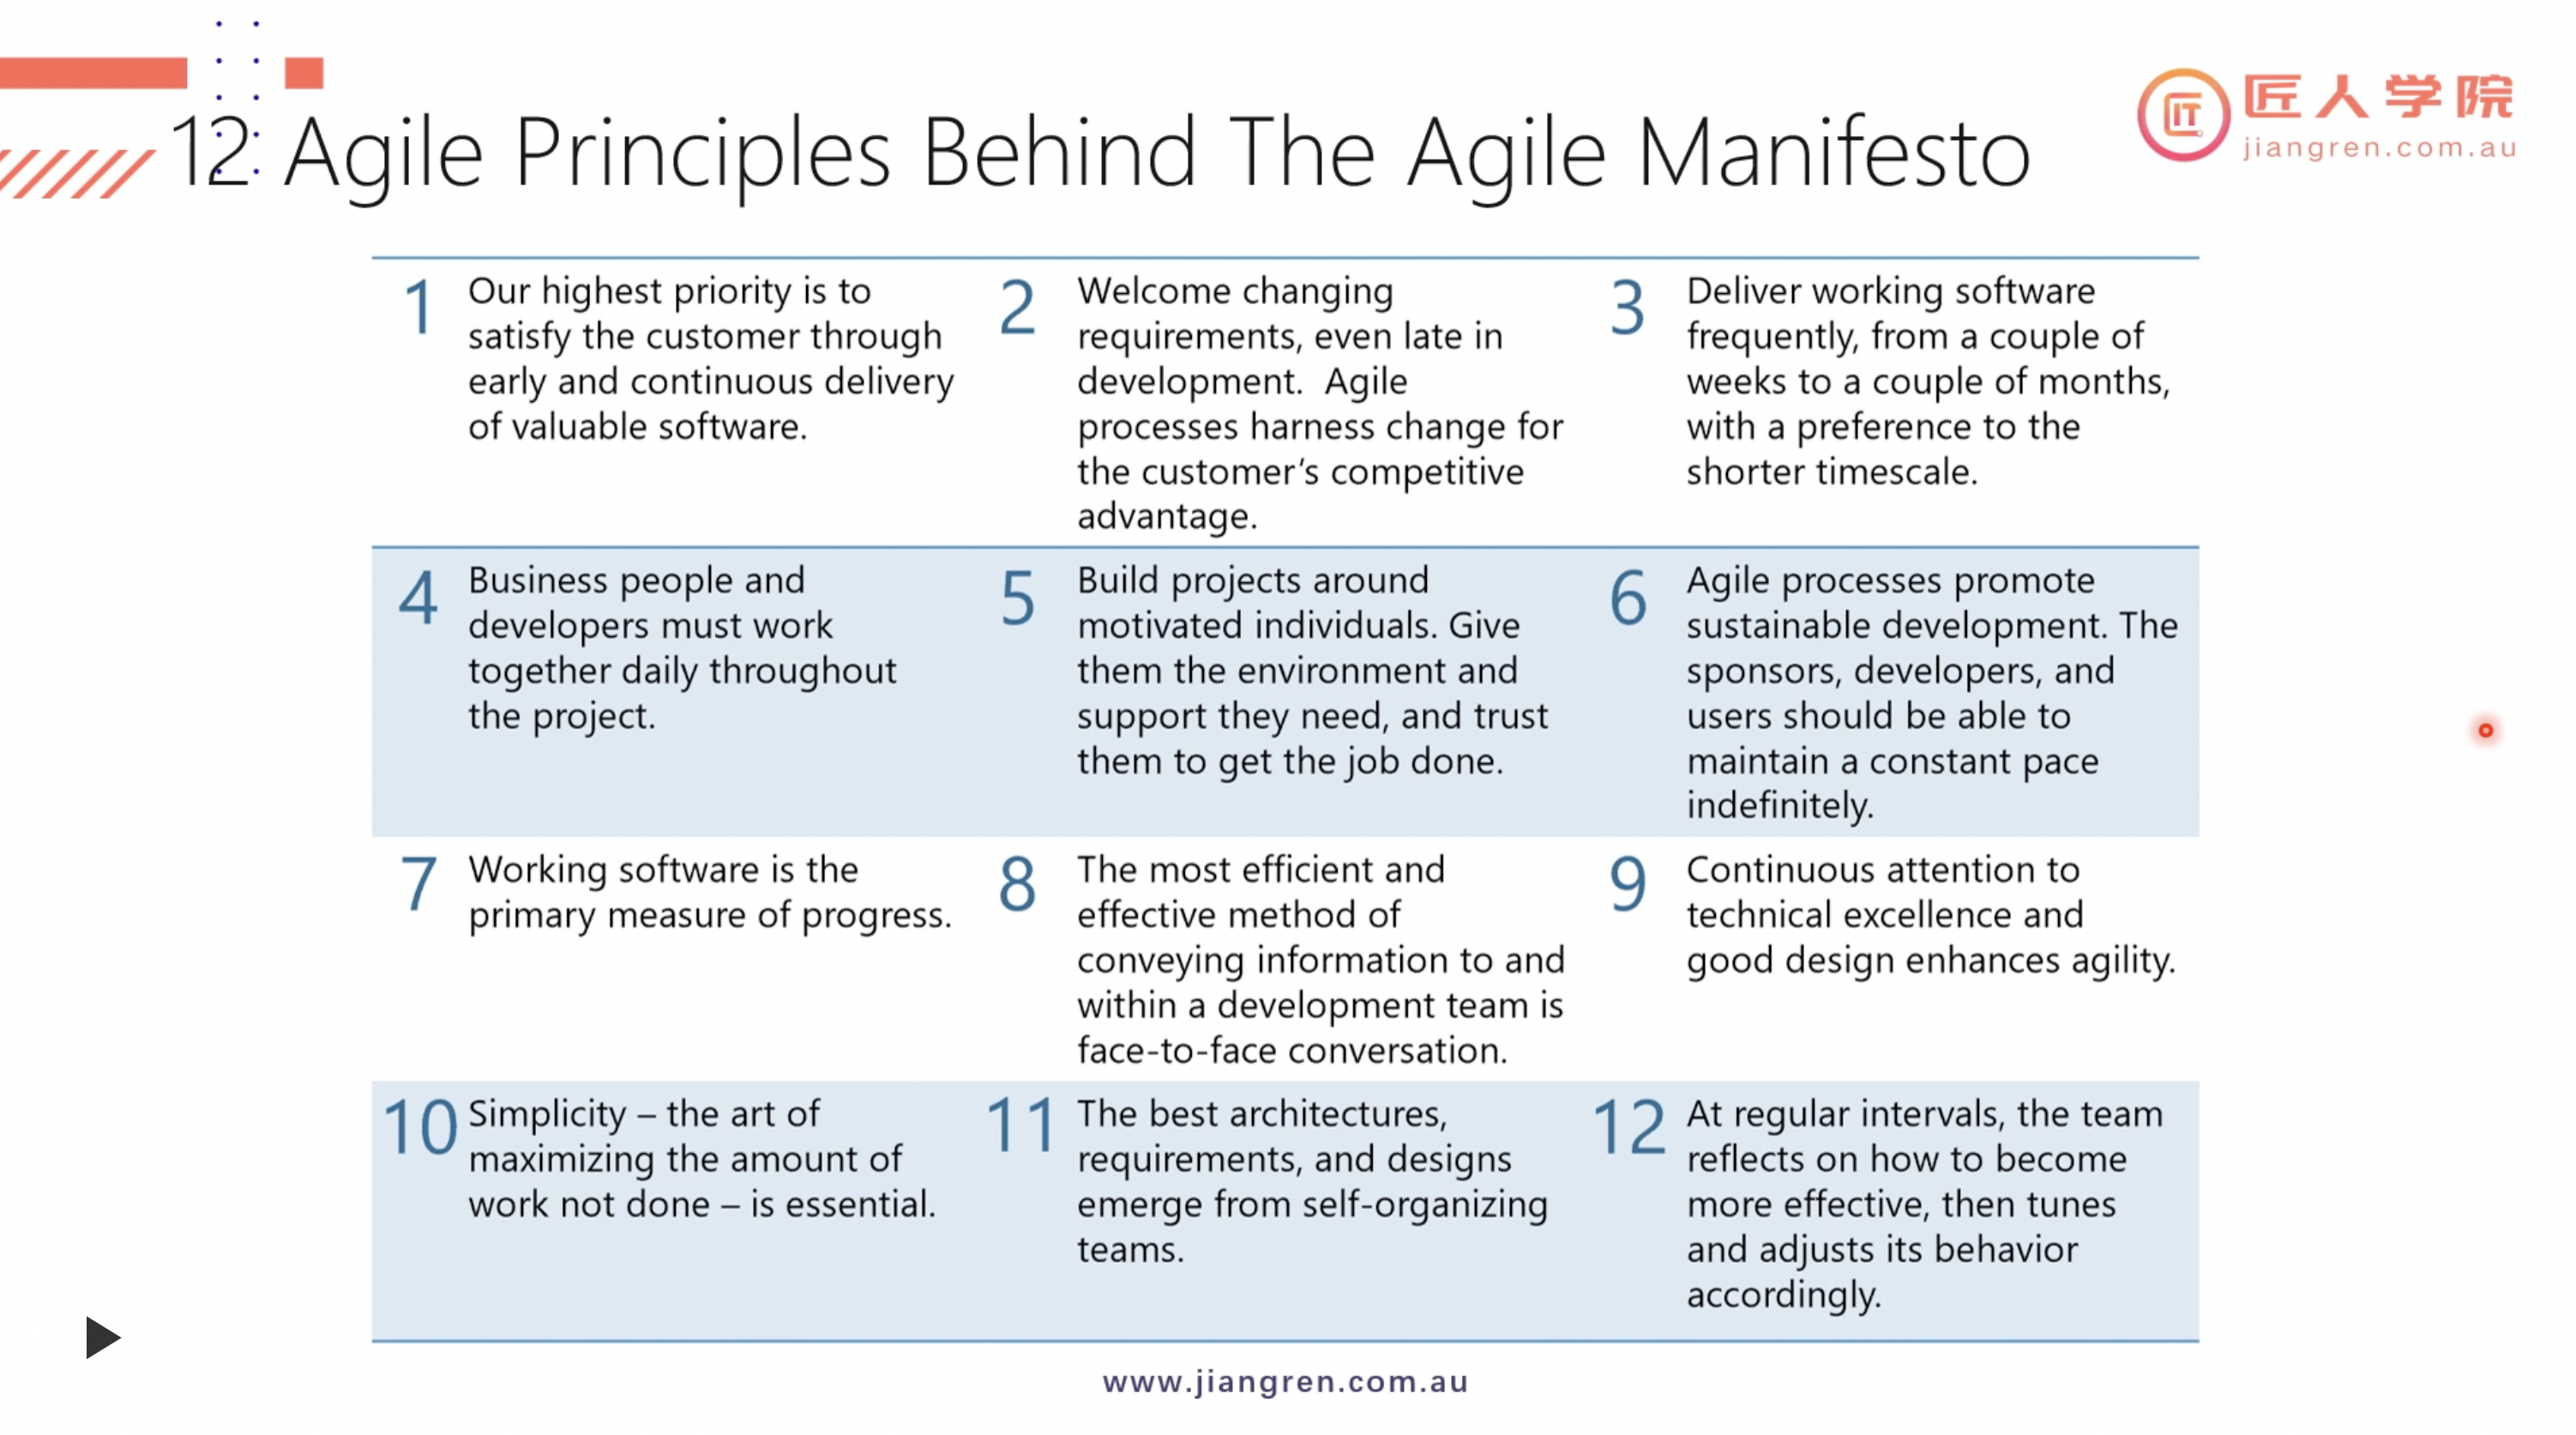 12 Agile Principles Behind The Agile Manifesto
IT
匠人学院
jiangren.com.au
1
Our highest priority is to
satisfy the customer through
early and continuous delivery
of valuable software.
2
Welcome changing
requirements, even late in
development.  Agile
processes harness change for
the customer’s competitive
advantage.
3
Deliver working software
frequently, from a couple of
weeks to a couple of months,
with a preference to the
shorter timescale.
4
Business people and
developers must work
together daily throughout
the project.
5
Build projects around
motivated individuals. Give
them the environment and
support they need, and trust
them to get the job done.
6
Agile processes promote
sustainable development. The
sponsors, developers, and
users should be able to
maintain a constant pace
indefinitely.
7
Working software is the
primary measure of progress.
8
The most efficient and
effective method of
conveying information to and
within a development team is
face-to-face conversation.
9
Continuous attention to
technical excellence and
good design enhances agility.
10
Simplicity – the art of
maximizing the amount of
work not done – is essential.
11
The best architectures,
requirements, and designs
emerge from self-organizing
teams.
12
At regular intervals, the team
reflects on how to become
more effective, then tunes
and adjusts its behavior
accordingly.
www.jiangren.com.au